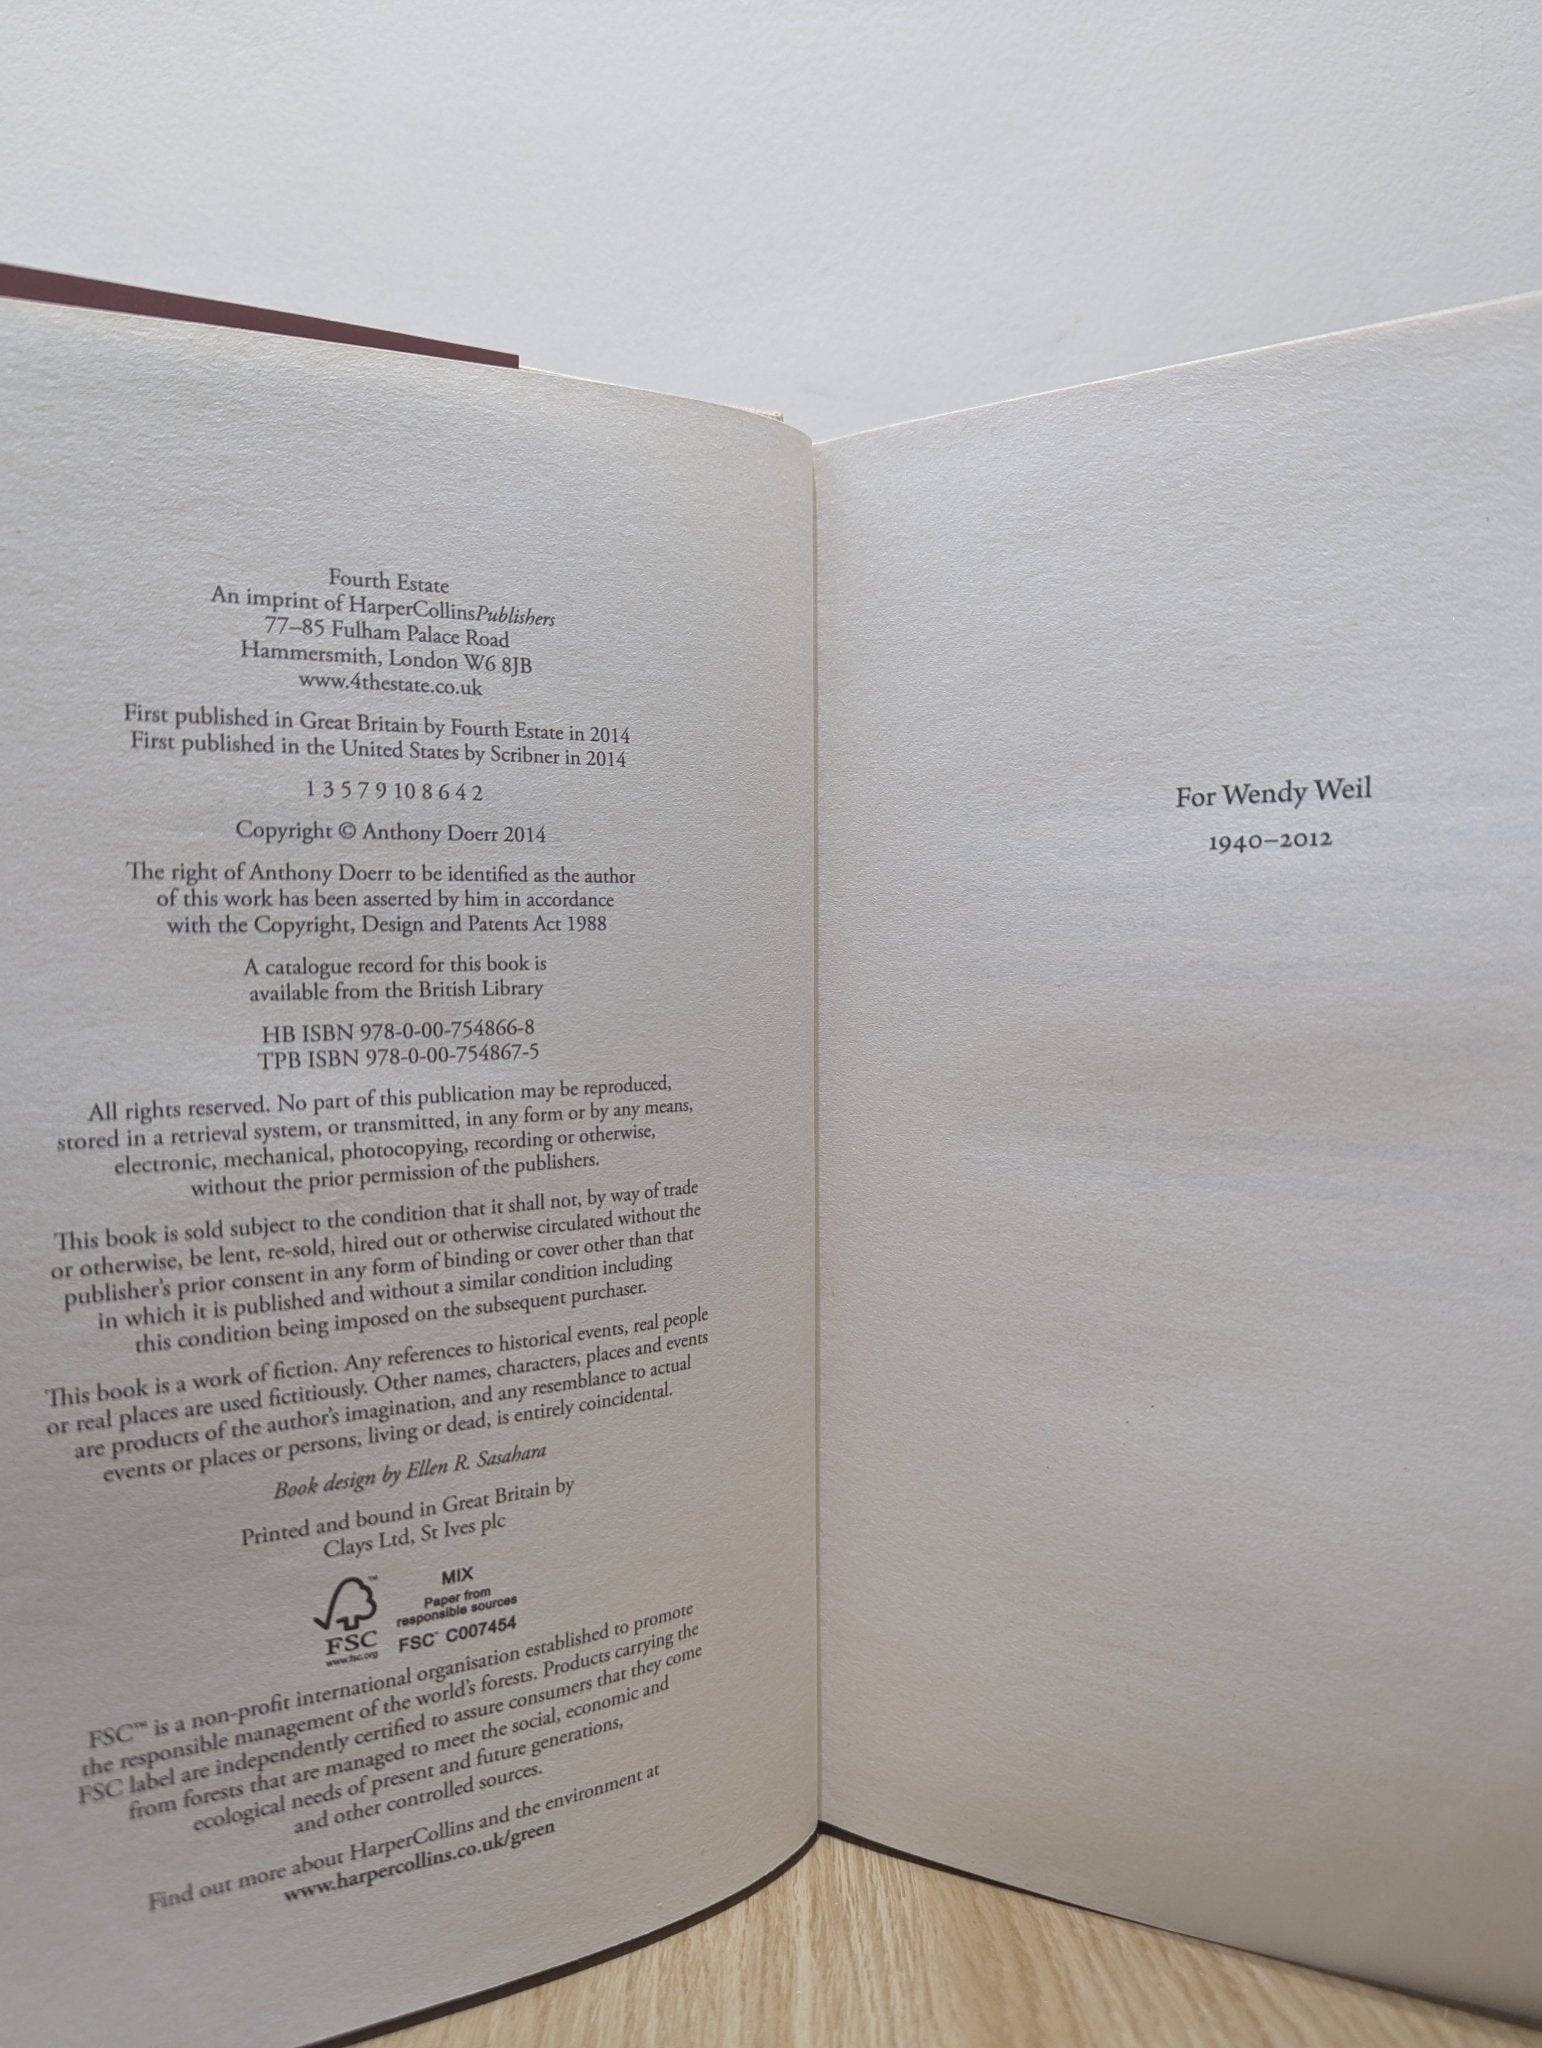 Fourth Estate
An imprint of HarperCollinsPublishers
77–85 Fulham Palace Road
Hammersmith, London W6 8JB
www.4thestate.co.uk
First published in Great Britain by Fourth Estate in 2014
First published in the United States by Scribner in 2014
1 3 5 7 9 10 8 6 4 2
Copyright © Anthony Doerr 2014
The right of Anthony Doerr to be identified as the author
of this work has been asserted by him in accordance
with the Copyright, Design and Patents Act 1988
A catalogue record for this book is
available from the British Library
HB ISBN 978-0-00-754866-8
TPB ISBN 978-0-00-754867-5
All rights reserved. No part of this publication may be reproduced,
stored in a retrieval system, or transmitted, in any form or by any means,
electronic, mechanical, photocopying, recording or otherwise,
without the prior permission of the publishers.
This book is sold subject to the condition that it shall not, by way of trade
or otherwise, be lent, re-sold, hired out or otherwise circulated without the
publisher's prior consent in any form of binding or cover other than that
in which it is published and without a similar condition including
this condition being imposed on the subsequent purchaser.
This book is a work of fiction. Any references to historical events, real people
or real places are used fictitiously. Other names, characters, places and events
are products of the author's imagination, and any resemblance to actual
events or places or persons, living or dead, is entirely coincidental.
Book design by Ellen R. Sasahara
Printed and bound in Great Britain by
Clays Ltd, St Ives plc
FSC
www.fsc.org
MIX
Paper from
responsible sources
FSC™ C007454
FSC™ is a non-profit international organisation established to promote
the responsible management of the world's forests. Products carrying the
FSC label are independently certified to assure consumers that they come
from forests that are managed to meet the social, economic and
ecological needs of present and future generations,
and other controlled sources.
Find out more about HarperCollins and the environment at
www.harpercollins.co.uk/green
For Wendy Weil
1940–2012